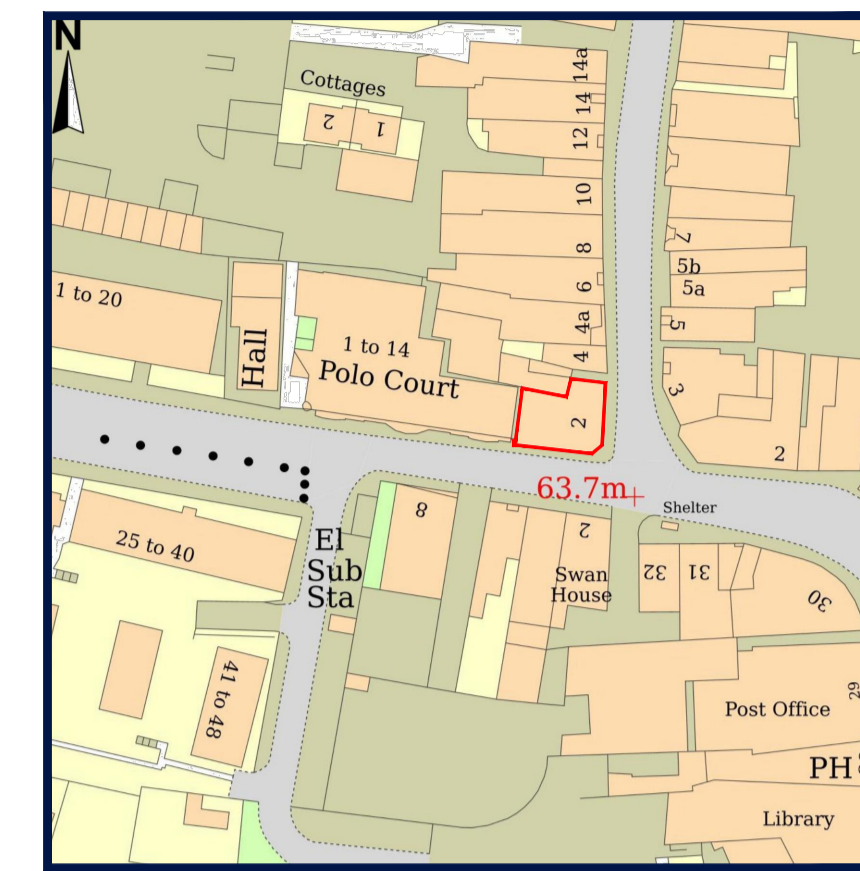 N
14a
Cottages
14
2
1
12
10
8
7
5b
6
5a
1 to 20
4a
5
1 to 14
4
Hall
Polo Court
3
2
2
63.7m
8
Shelter
2
El
Sub
Sta
25 to 40
Swan
House
32
31
30
41 to 48
29
Post Office
PH
Library